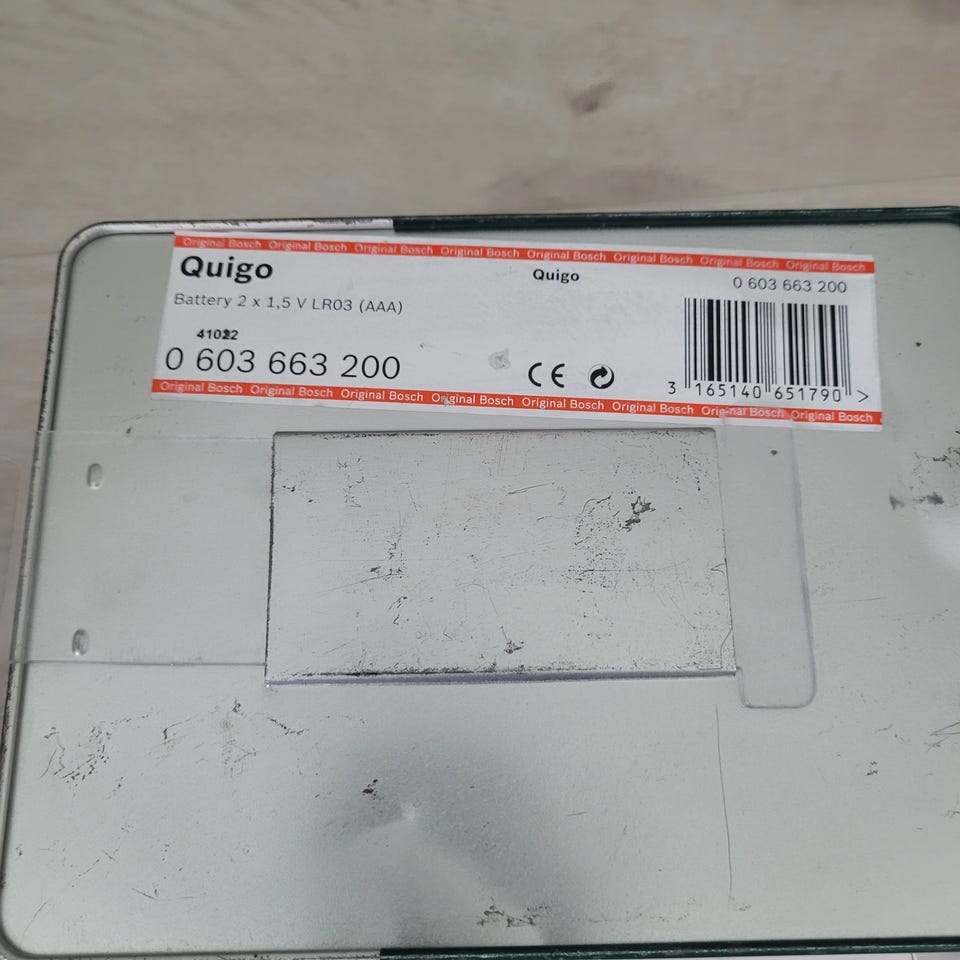 Original Bosch Original Bosch Original Bosch Original Bosch Original Bosch Original Bosch Original Bosch Original Bosch
Quigo
Quigo
0 603 663 200
Battery 2 x 1,5 V LR03 (AAA)
41022
0 603 663 200
CE
3 165140 651790 >
Original Bosch Original Bosch Original Bosch Original Bosch Original Bosch Original Bosch Original Bosch Original Bosch